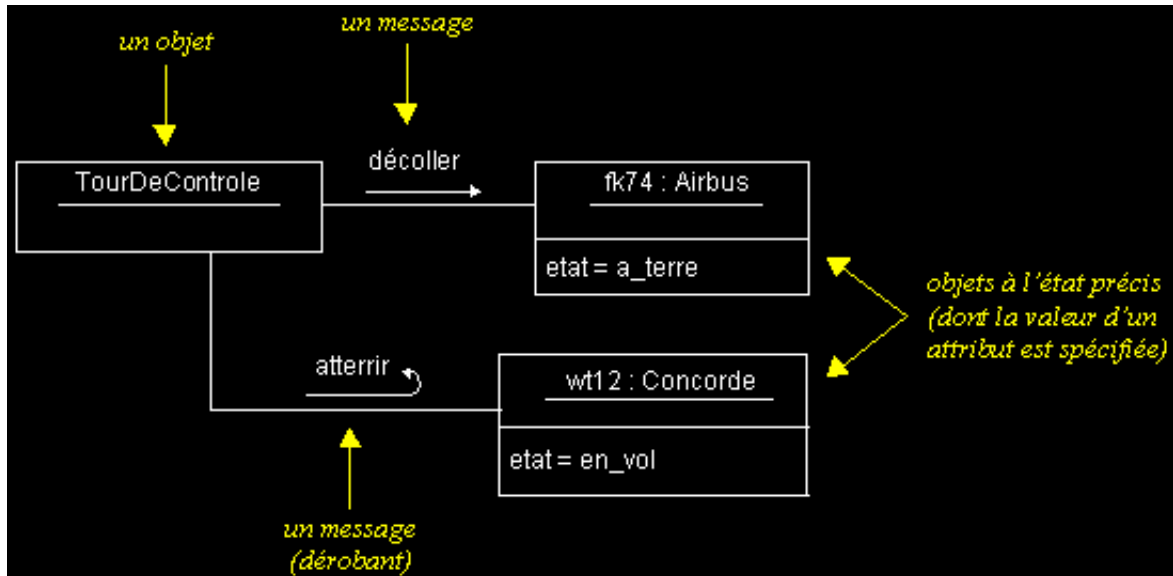 un message
un objet
décoller
TourDeControle
fk74 : Airbus
etat = a_terre
objets à l'état précis
(dont la valeur d'un
attribut est spécifiée)
atterrir
wt12 : Concorde
etat = en_vol
un message
(dérobant)